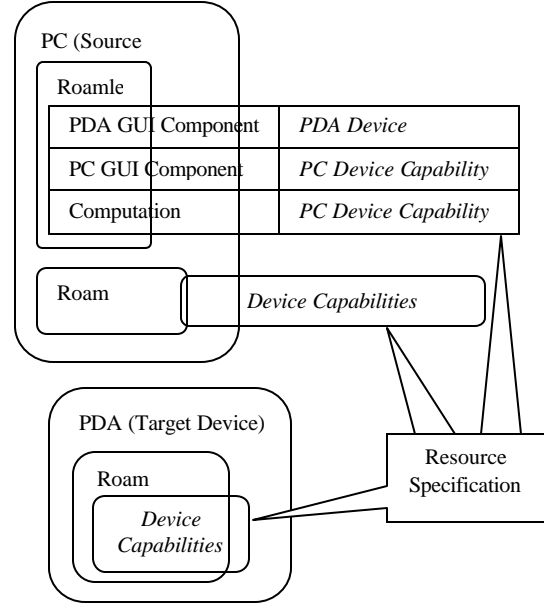 PC (Source
Roamle
PDA GUI Component PDA Device
PC GUI Component PC Device Capability
Computation PC Device Capability
Roam Device Capabilities
PDA (Target Device)
Roam
Device
Capabilities
Resource
Specification